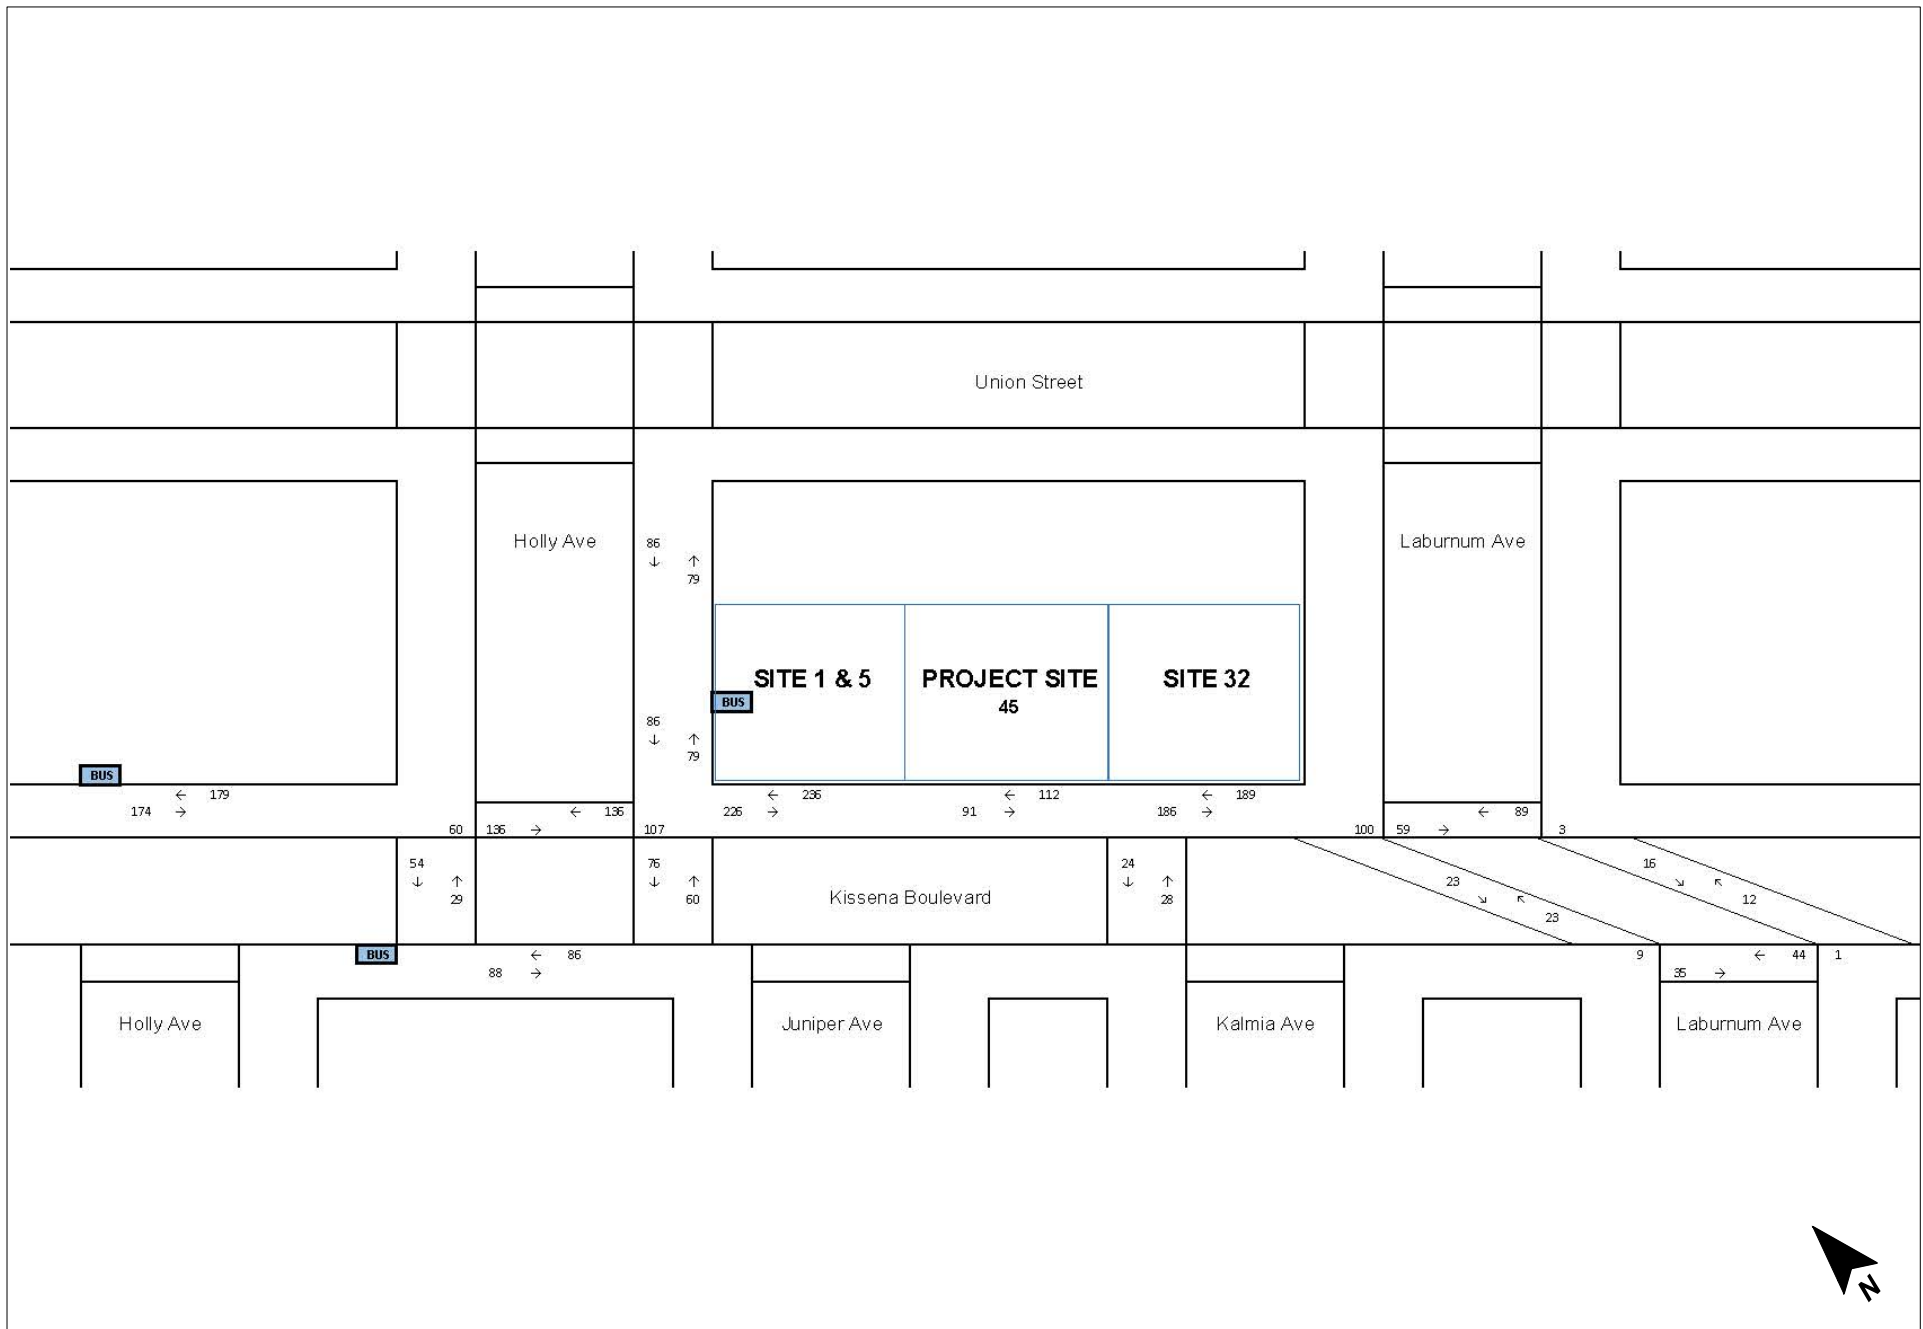 Union Street
Holly Ave
86
↓ ↑
79
Laburnum Ave
SITE 1 & 5
PROJECT SITE
45
SITE 32
BUS
86
↓ ↑
79
BUS
← 179
174 →
← 236
226 →
← 112
91 →
← 189
186 →
60
← 136
136 →
107
100
← 89
59 →
3
54
↓ ↑
29
76
↓ ↑
60
Kissena Boulevard
24
↓ ↑
28
23
↘ ↖
23
16
↘ ↖
12
BUS
← 86
88 →
9
← 44
35 →
1
Holly Ave
Juniper Ave
Kalmia Ave
Laburnum Ave
N